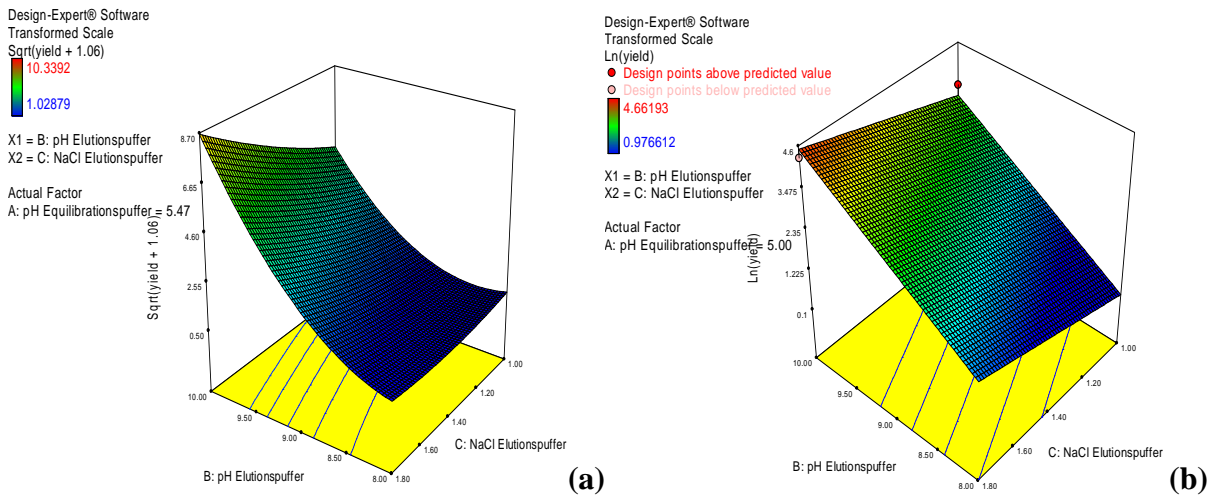 Design-Expert® Software
Transformed Scale
Sqrt(yield + 1.06)
10.3392
1.02879
X1 = B: pH Elutionspuffer
X2 = C: NaCl Elutionspuffer
Actual Factor
A: pH Equilibrationspuffer = 5.47
8.70
6.65
4.60
2.55
0.50
Sqrt(yield + 1.06)
10.00
9.50
9.00
8.50
8.00
1.80
1.60
1.40
1.20
1.00
B: pH Elutionspuffer
C: NaCl Elutionspuffer
(a)
Design-Expert® Software
Transformed Scale
Ln(yield)
Design points above predicted value
Design points below predicted value
4.66193
0.976612
X1 = B: pH Elutionspuffer
X2 = C: NaCl Elutionspuffer
Actual Factor
A: pH Equilibrationspuffer = 5.00
4.6
3.475
2.35
1.225
0.1
Ln(yield)
10.00
9.50
9.00
8.50
8.00
1.80
1.60
1.40
1.20
1.00
B: pH Elutionspuffer
C: NaCl Elutionspuffer
(b)